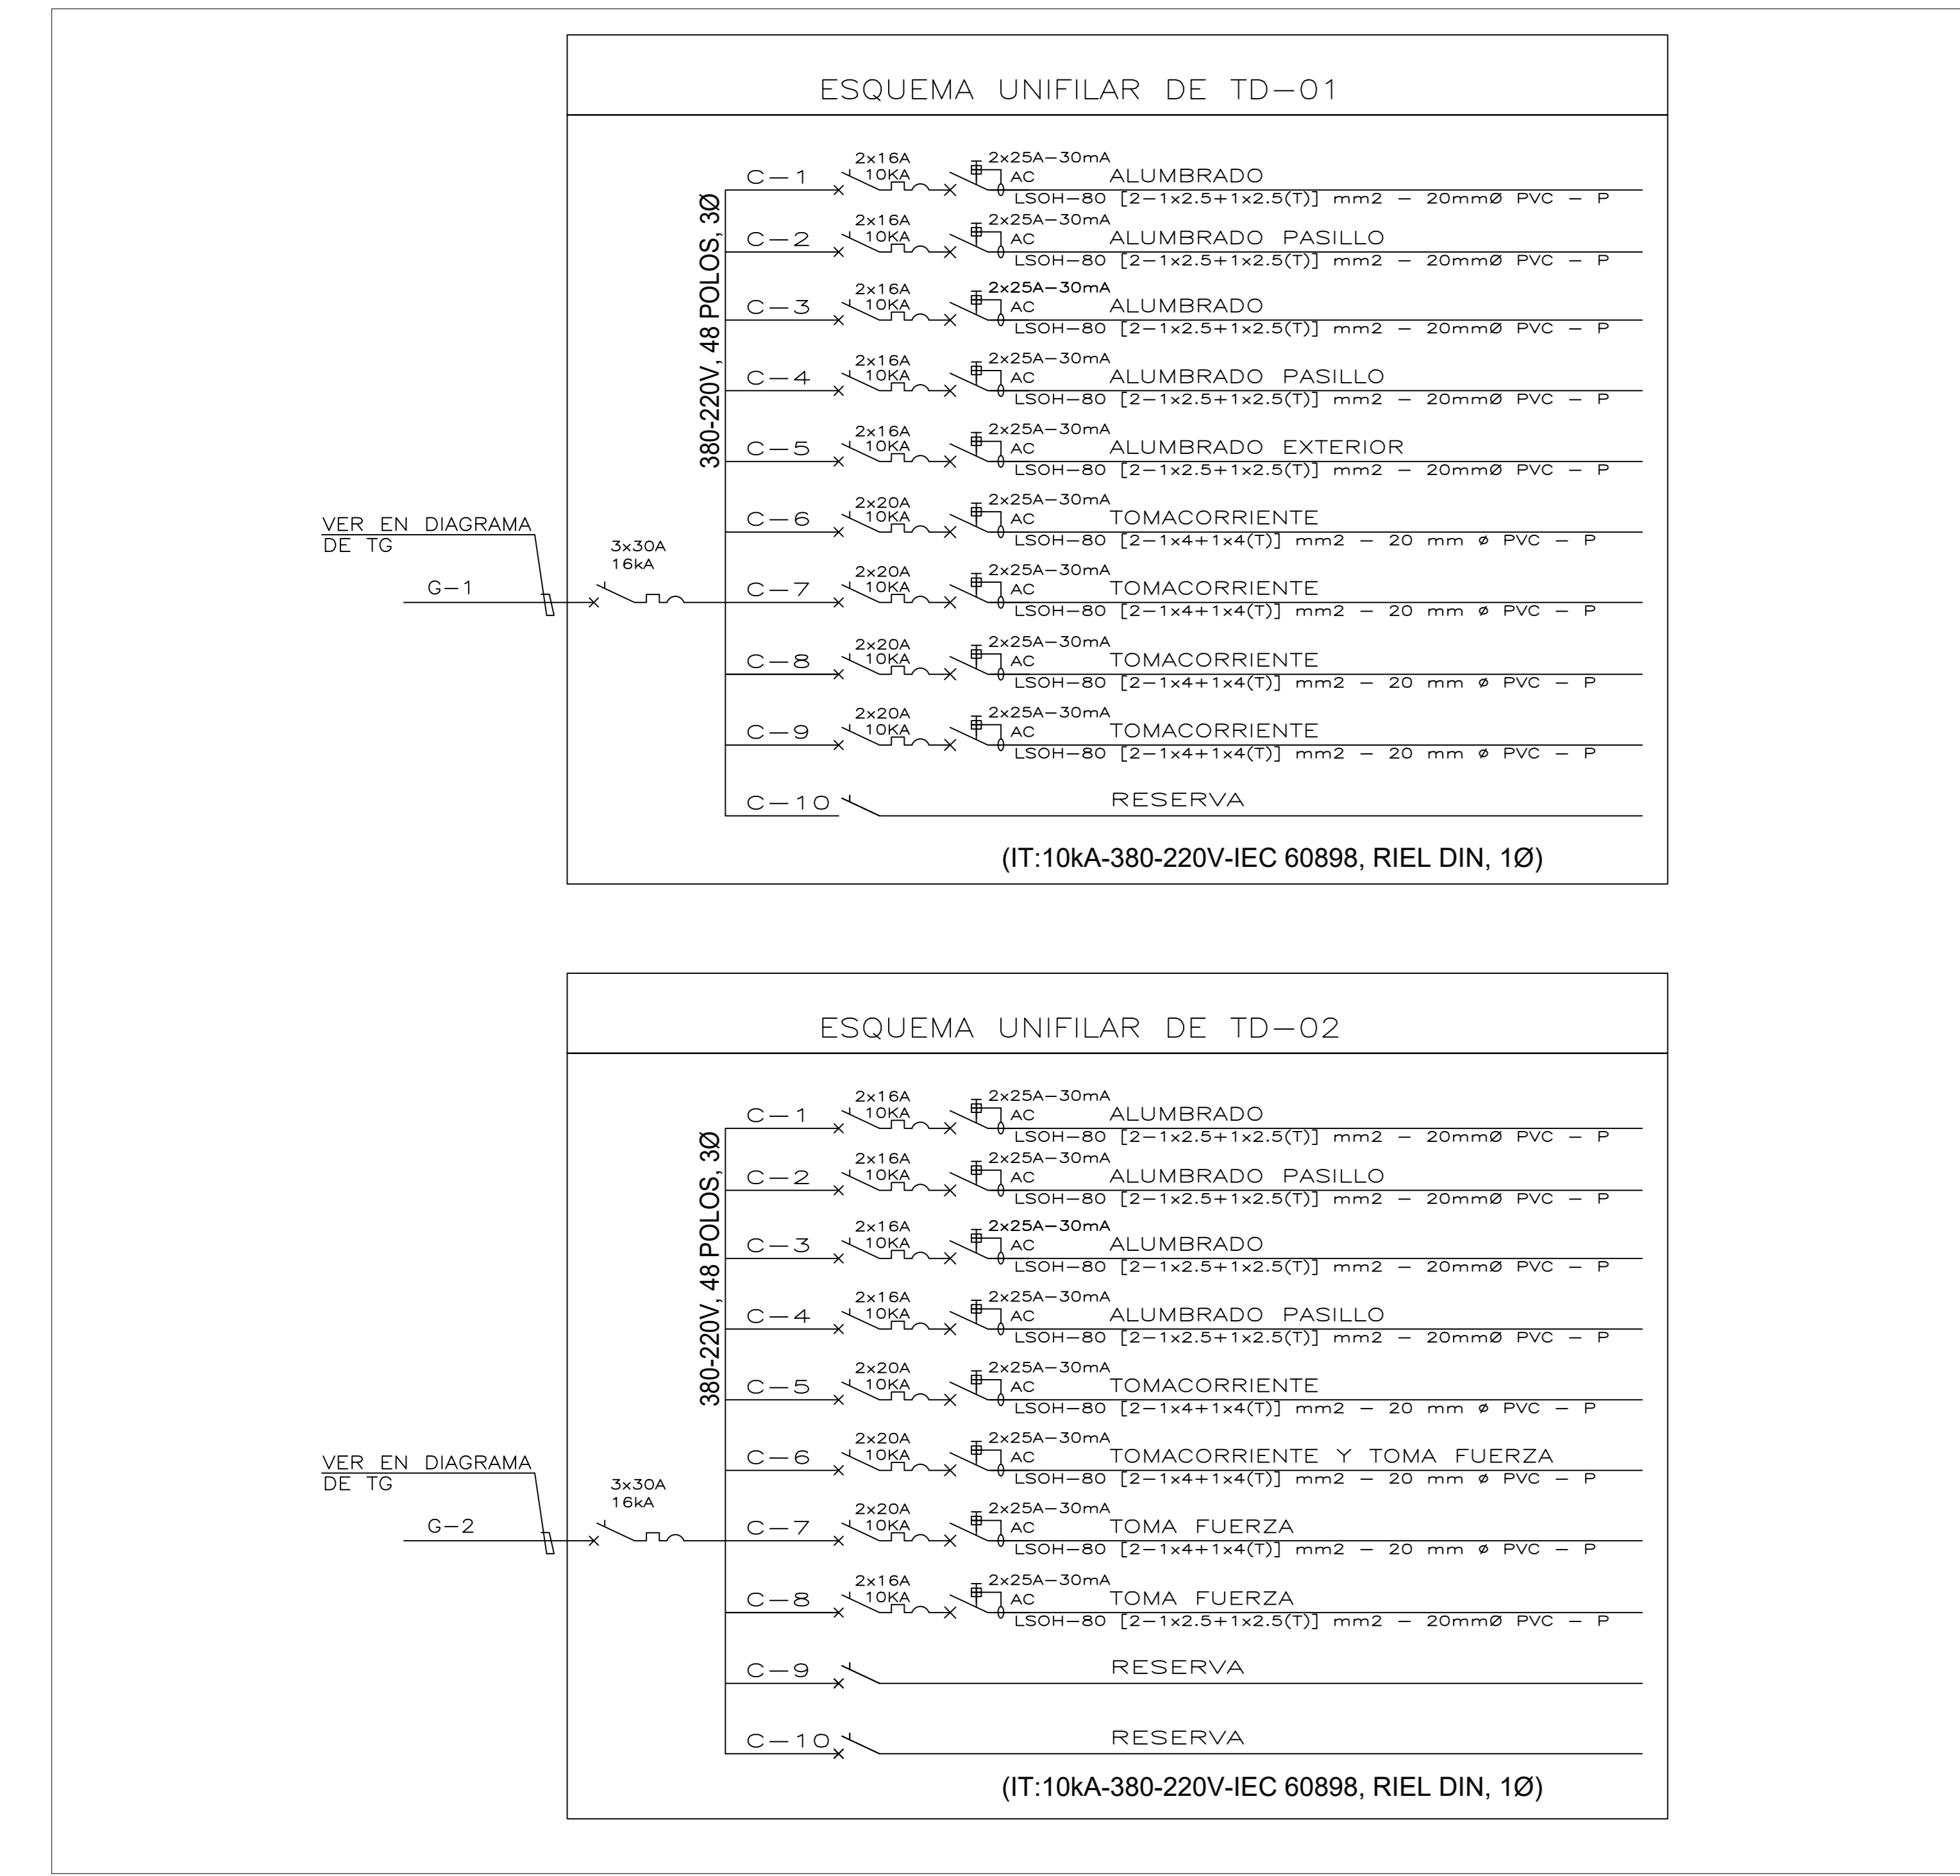 ESQUEMA UNIFILAR DE TD-01
380-220V, 48 POLOS, 3Ø
VER EN DIAGRAMA
DE TG
G-1
3x30A
16kA
C-1
2x16A
10KA
2x25A-30mA
AC
ALUMBRADO
LSOH-80 [2-1x2.5+1x2.5(T)] mm2 - 20mmØ PVC - P
C-2
2x16A
10KA
2x25A-30mA
AC
ALUMBRADO PASILLO
LSOH-80 [2-1x2.5+1x2.5(T)] mm2 - 20mmØ PVC - P
C-3
2x16A
10KA
2x25A-30mA
AC
ALUMBRADO
LSOH-80 [2-1x2.5+1x2.5(T)] mm2 - 20mmØ PVC - P
C-4
2x16A
10KA
2x25A-30mA
AC
ALUMBRADO PASILLO
LSOH-80 [2-1x2.5+1x2.5(T)] mm2 - 20mmØ PVC - P
C-5
2x16A
10KA
2x25A-30mA
AC
ALUMBRADO EXTERIOR
LSOH-80 [2-1x2.5+1x2.5(T)] mm2 - 20mmØ PVC - P
C-6
2x20A
10KA
2x25A-30mA
AC
TOMACORRIENTE
LSOH-80 [2-1x4+1x4(T)] mm2 - 20 mm ø PVC - P
C-7
2x20A
10KA
2x25A-30mA
AC
TOMACORRIENTE
LSOH-80 [2-1x4+1x4(T)] mm2 - 20 mm ø PVC - P
C-8
2x20A
10KA
2x25A-30mA
AC
TOMACORRIENTE
LSOH-80 [2-1x4+1x4(T)] mm2 - 20 mm ø PVC - P
C-9
2x20A
10KA
2x25A-30mA
AC
TOMACORRIENTE
LSOH-80 [2-1x4+1x4(T)] mm2 - 20 mm ø PVC - P
C-10
RESERVA
(IT:10kA-380-220V-IEC 60898, RIEL DIN, 1Ø)
ESQUEMA UNIFILAR DE TD-02
380-220V, 48 POLOS, 3Ø
VER EN DIAGRAMA
DE TG
G-2
3x30A
16kA
C-1
2x16A
10KA
2x25A-30mA
AC
ALUMBRADO
LSOH-80 [2-1x2.5+1x2.5(T)] mm2 - 20mmØ PVC - P
C-2
2x16A
10KA
2x25A-30mA
AC
ALUMBRADO PASILLO
LSOH-80 [2-1x2.5+1x2.5(T)] mm2 - 20mmØ PVC - P
C-3
2x16A
10KA
2x25A-30mA
AC
ALUMBRADO
LSOH-80 [2-1x2.5+1x2.5(T)] mm2 - 20mmØ PVC - P
C-4
2x16A
10KA
2x25A-30mA
AC
ALUMBRADO PASILLO
LSOH-80 [2-1x2.5+1x2.5(T)] mm2 - 20mmØ PVC - P
C-5
2x20A
10KA
2x25A-30mA
AC
TOMACORRIENTE
LSOH-80 [2-1x4+1x4(T)] mm2 - 20 mm ø PVC - P
C-6
2x20A
10KA
2x25A-30mA
AC
TOMACORRIENTE Y TOMA FUERZA
LSOH-80 [2-1x4+1x4(T)] mm2 - 20 mm ø PVC - P
C-7
2x20A
10KA
2x25A-30mA
AC
TOMA FUERZA
LSOH-80 [2-1x4+1x4(T)] mm2 - 20 mm ø PVC - P
C-8
2x16A
10KA
2x25A-30mA
AC
TOMA FUERZA
LSOH-80 [2-1x2.5+1x2.5(T)] mm2 - 20mmØ PVC - P
C-9
RESERVA
C-10
RESERVA
(IT:10kA-380-220V-IEC 60898, RIEL DIN, 1Ø)